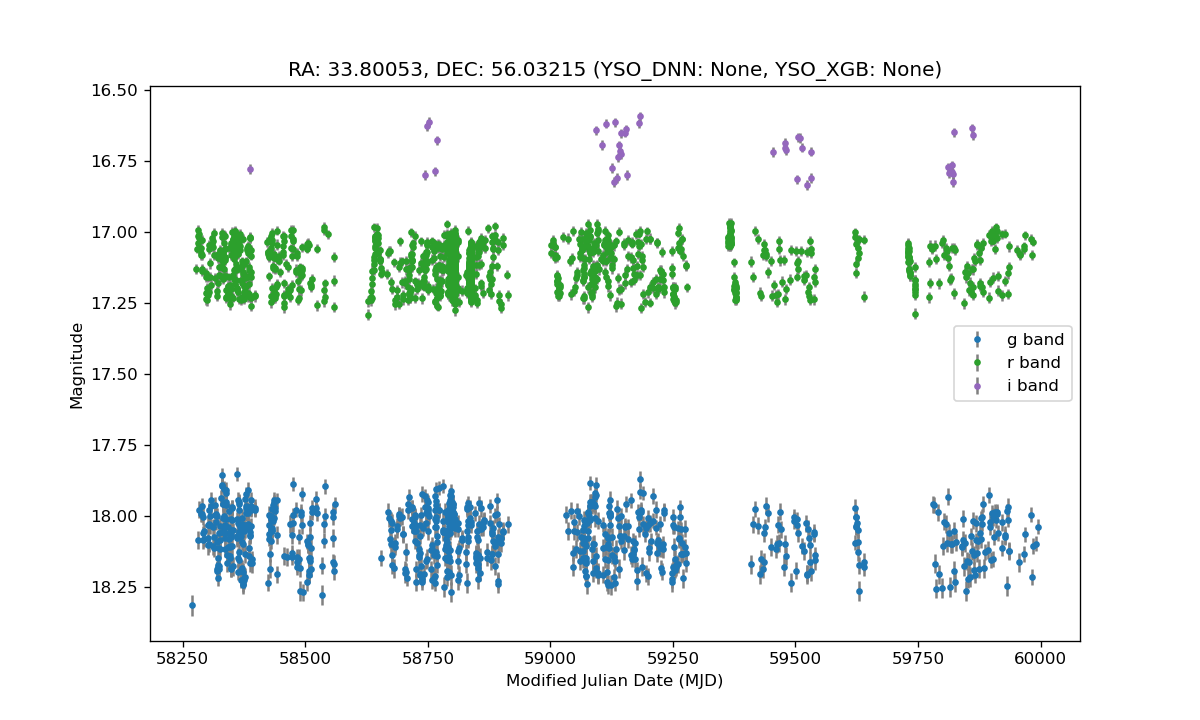 RA: 33.80053, DEC: 56.03215 (YSO_DNN: None, YSO_XGB: None)
16.50
16.75
17.00
17.25
17.50
17.75
18.00
18.25
Magnitude
g band
r band
i band
58250 58500 58750 59000 59250 59500 59750 60000
Modified Julian Date (MJD)